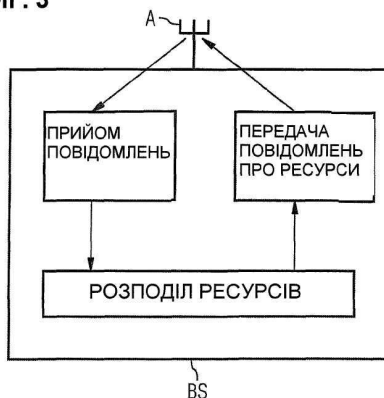 A
ПРИЙОМ
ПОВІДОМЛЕНЬ
ПЕРЕДАЧА
ПОВІДОМЛЕНЬ
ПРО РЕСУРСИ
РОЗПОДІЛ РЕСУРСІВ
BS